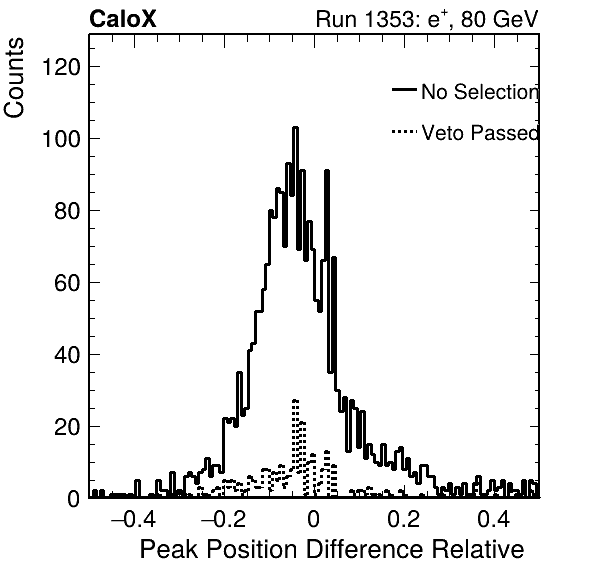 CaloX Run 1353: e+, 80 GeV
Counts
120
100
80
60
40
20
0
No Selection
Veto Passed
−0.4 −0.2 0 0.2 0.4
Peak Position Difference Relative